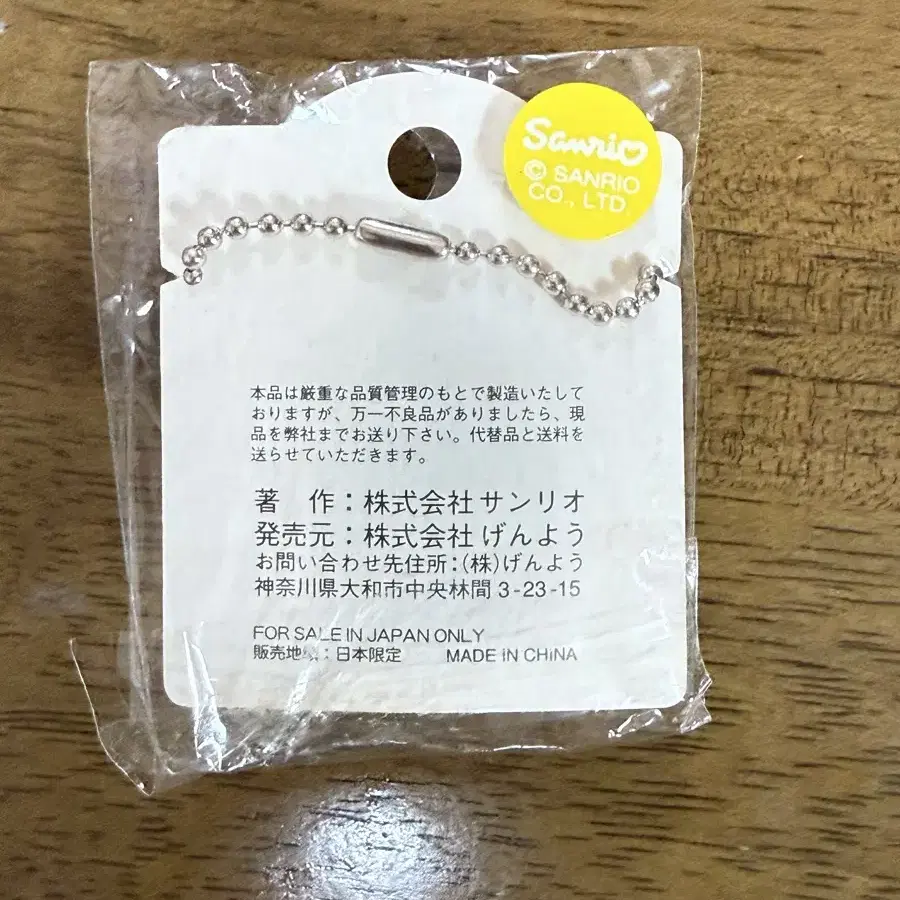 Sanrio
© SANRIO
CO., LTD.
本品は厳重な品質管理のもとで製造いたして
おりますが、万一不良品がありましたら、現
品を弊社までお送り下さい。代替品と送料を
送らせていただきます。
著 作：株式会社 サンリオ
発売元：株式会社 げんよう
お問い合わせ先住所：(株)げんよう
神奈川県大和市中央林間 3-23-15
FOR SALE IN JAPAN ONLY
販売地域：日本限定 MADE IN CHINA